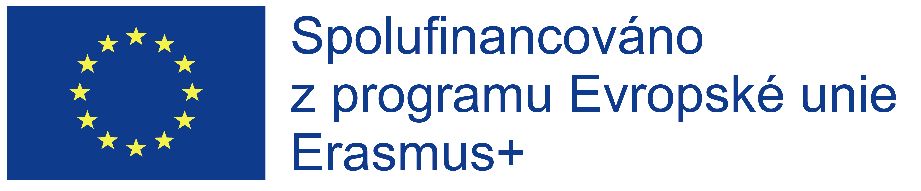 Spolufinancováno
z programu Evropské unie
Erasmus+